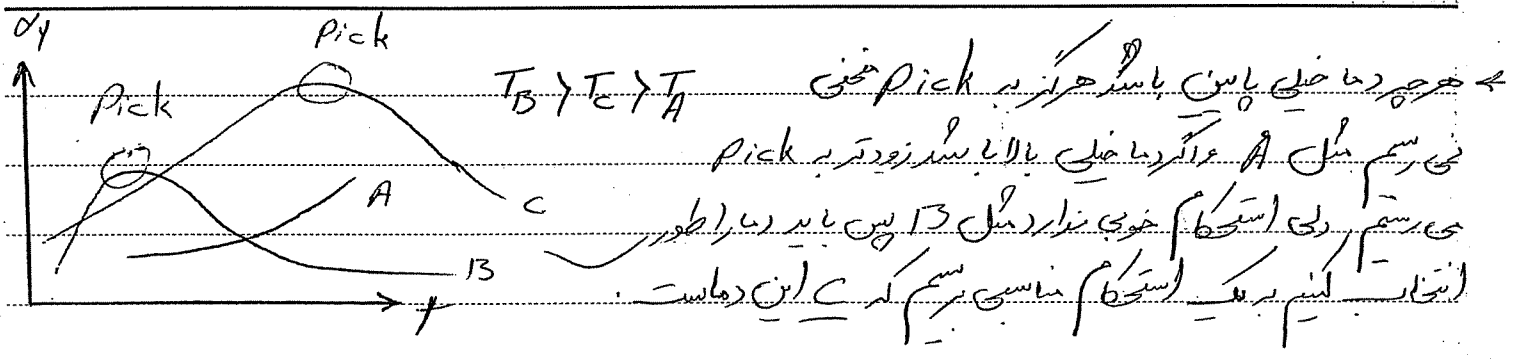 σy
Pick
Pick
T_B > T_C > T_A
A
C
B
t
← هر چه دما خیلی پایین باشد هرگز به Pick منحنی
نمی رسیم مثل A و اگر دما خیلی بالا باشد زودتر به Pick
می رسیم ولی استحکام خوبی ندارد مثل B پس باید دما را طوری
انتخاب کنیم به یک استحکام مناسبی برسیم که C این دماست.